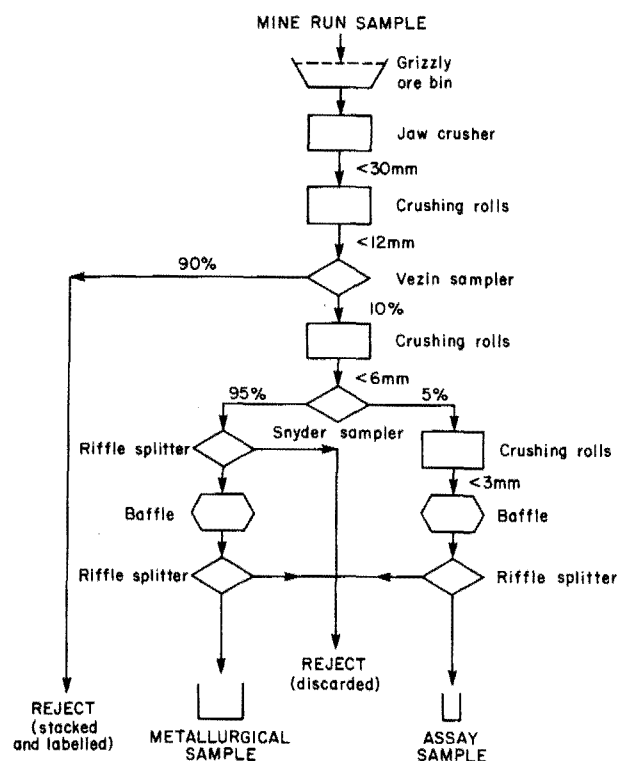 MINE RUN SAMPLE
Grizzly
ore bin
Jaw crusher
<30mm
Crushing rolls
<12mm
90%
Vezin sampler
10%
Crushing rolls
<6mm
95%
5%
Snyder sampler
Riffle splitter
Crushing rolls
<3mm
Baffle
Baffle
Riffle splitter
Riffle splitter
REJECT
(discarded)
REJECT
(stacked
and labelled)
METALLURGICAL
SAMPLE
ASSAY
SAMPLE